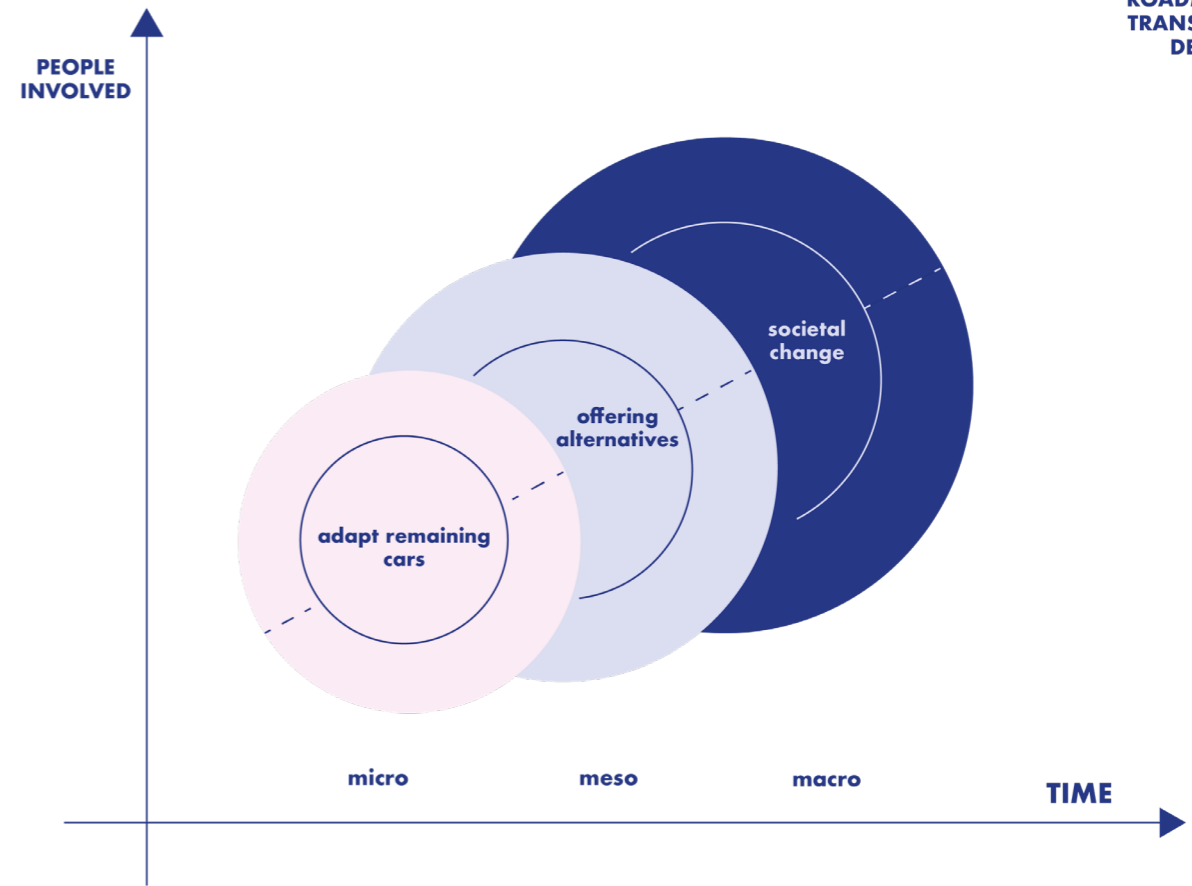 PEOPLE
INVOLVED
societal
change
offering
alternatives
adapt remaining
cars
micro
meso
macro
TIME